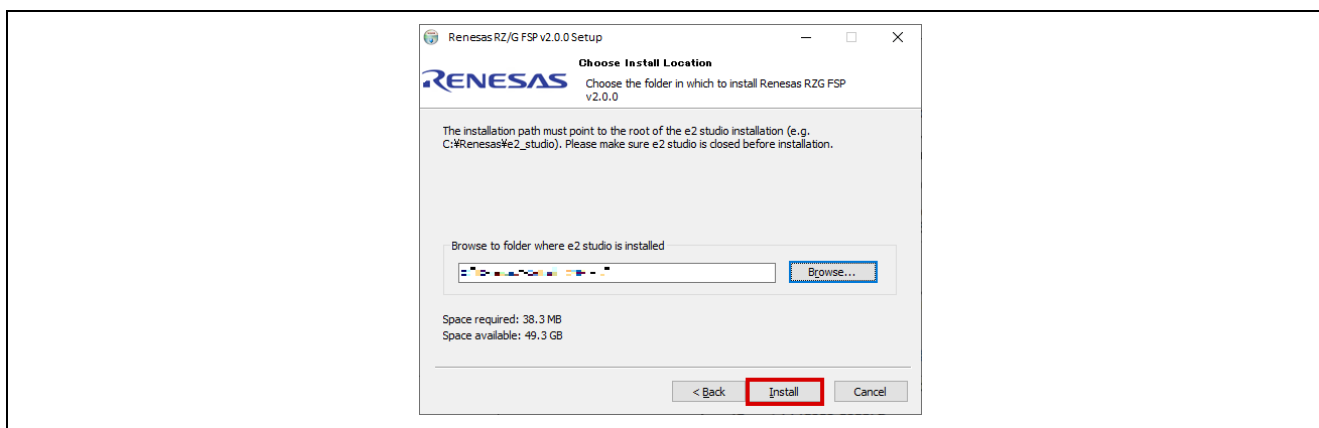 Renesas RZ/G FSP v2.0.0 Setup
RENESAS
Choose Install Location
Choose the folder in which to install Renesas RZG FSP
v2.0.0
The installation path must point to the root of the e2 studio installation (e.g.
C:¥Renesas¥e2_studio). Please make sure e2 studio is closed before installation.
Browse to folder where e2 studio is installed
Browse...
Space required: 38.3 MB
Space available: 49.3 GB
< Back
Install
Cancel